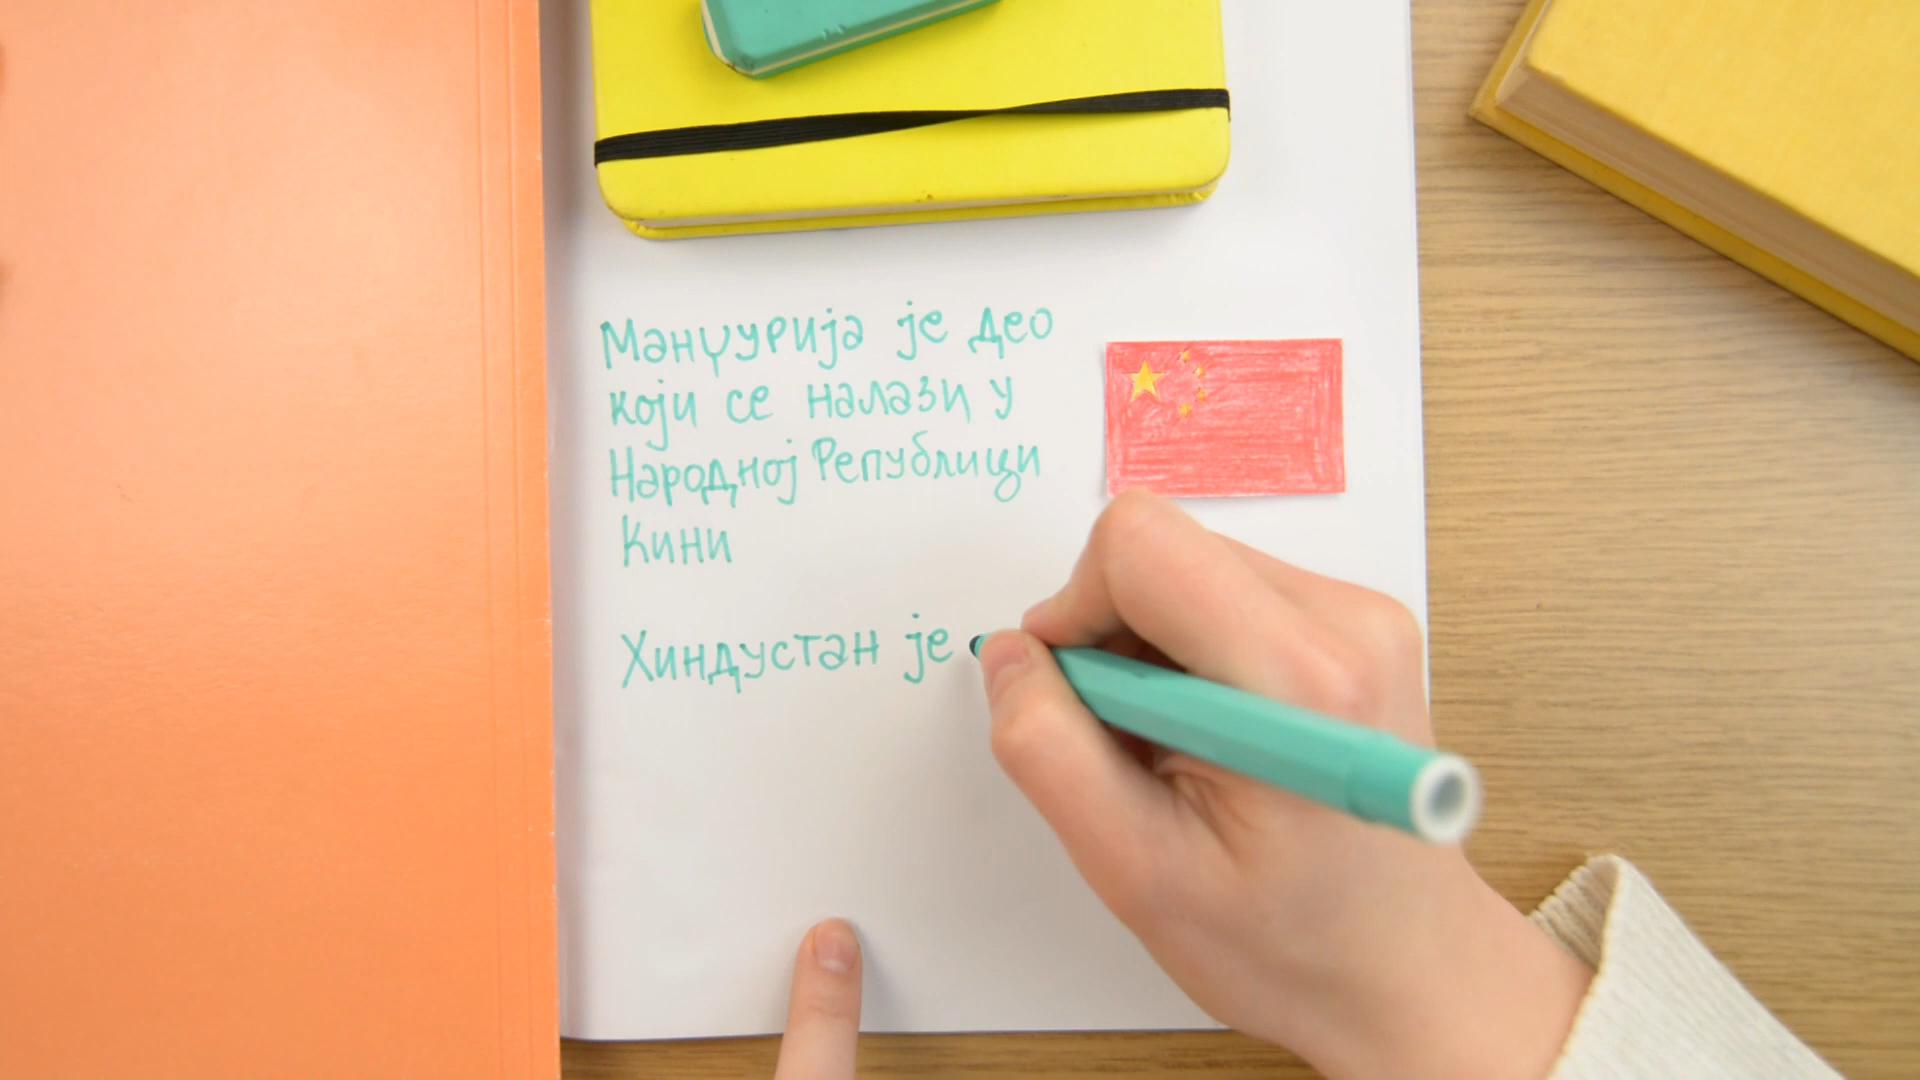 Манџурија је део
који се налази у
Народној Републици
Кини
Хиндустан је